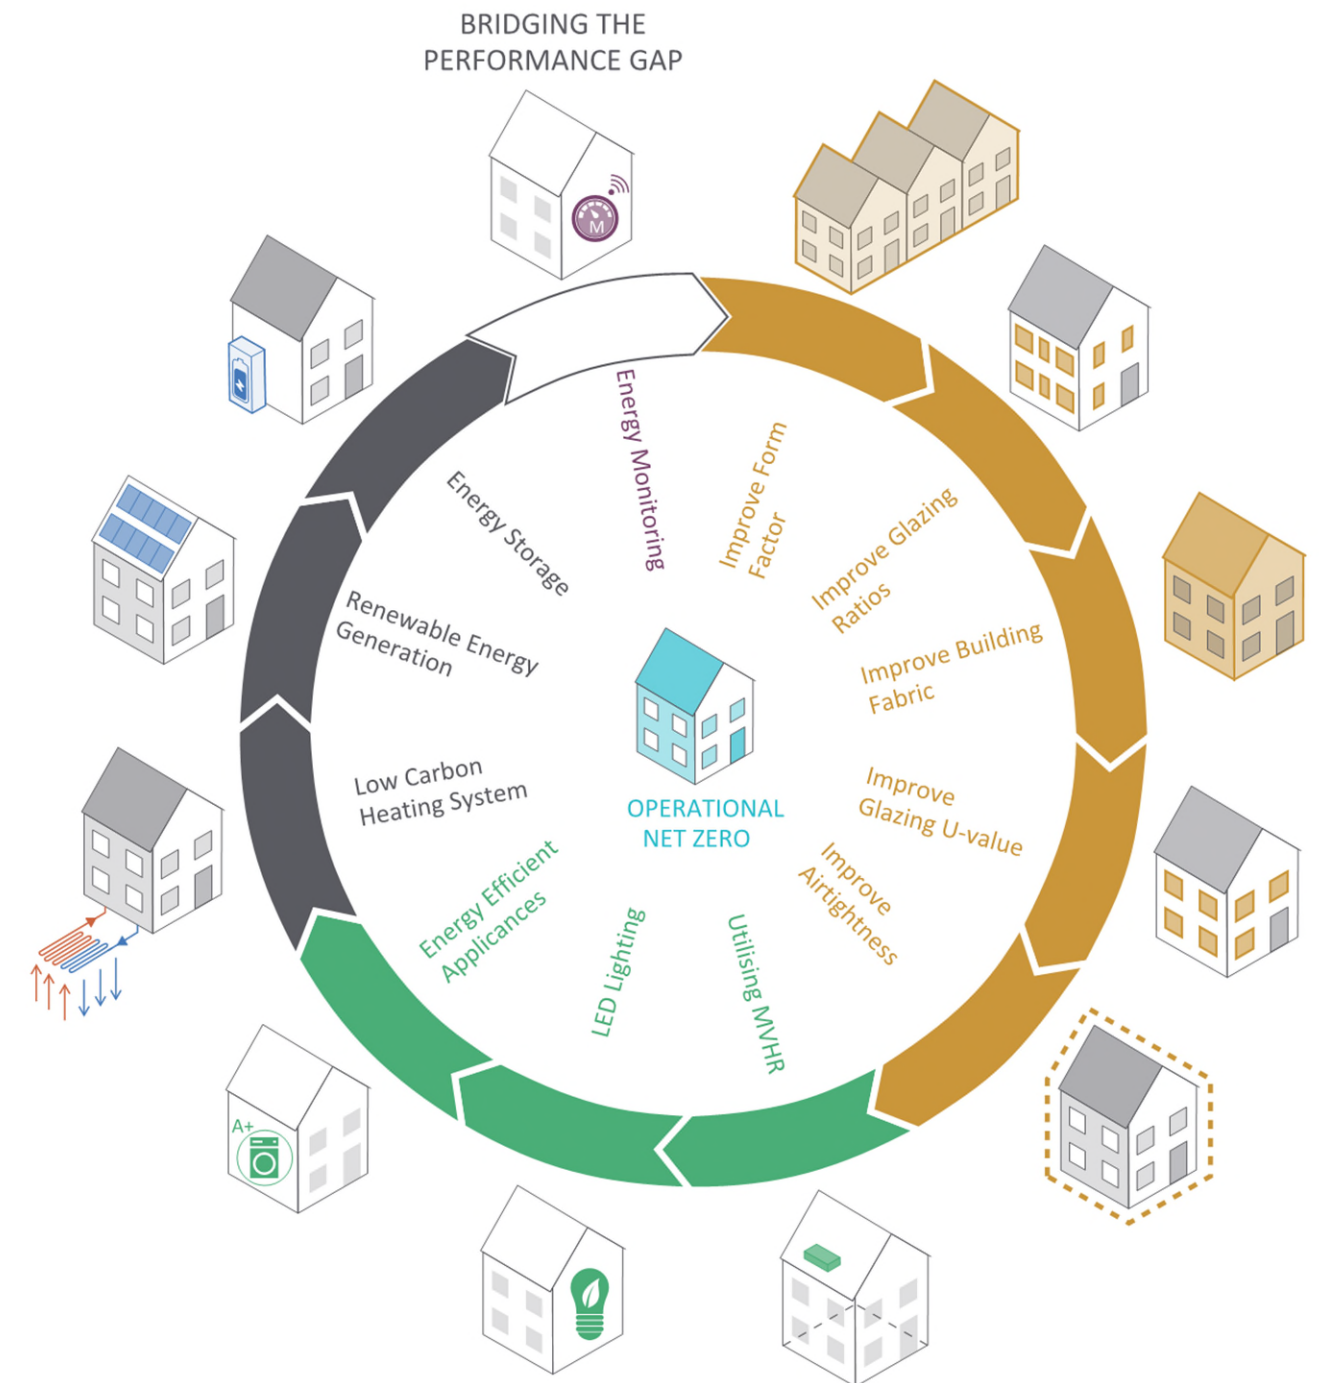 BRIDGING THE
PERFORMANCE GAP
M
Energy Monitoring
Improve Form
Factor
Improve Glazing
Ratios
Improve Building
Fabric
Improve
Glazing U-value
Improve
Airtightness
Utilising MVHR
LED Lighting
Energy Efficient
Applicances
A+
Low Carbon
Heating System
Renewable Energy
Generation
Energy Storage
OPERATIONAL
NET ZERO